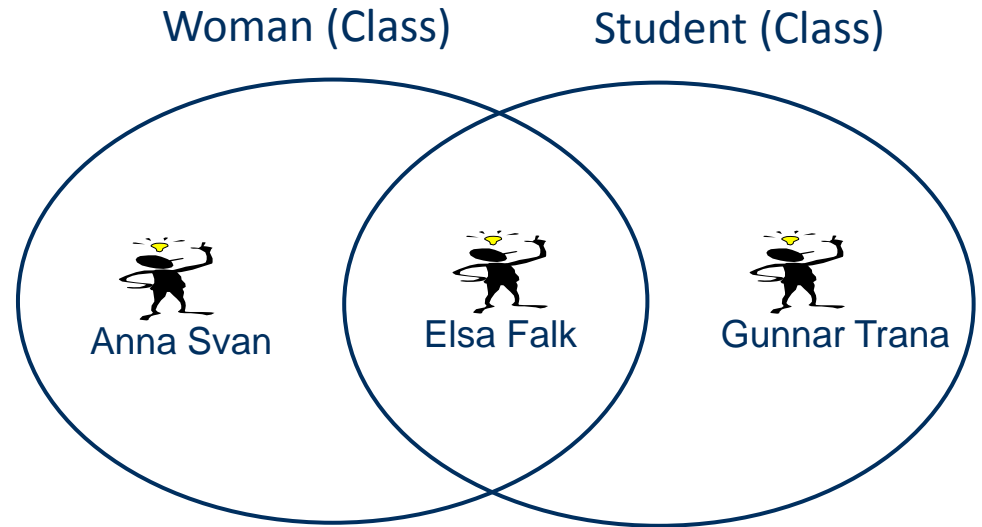 Woman (Class)
Student (Class)
Anna Svan
Elsa Falk
Gunnar Trana